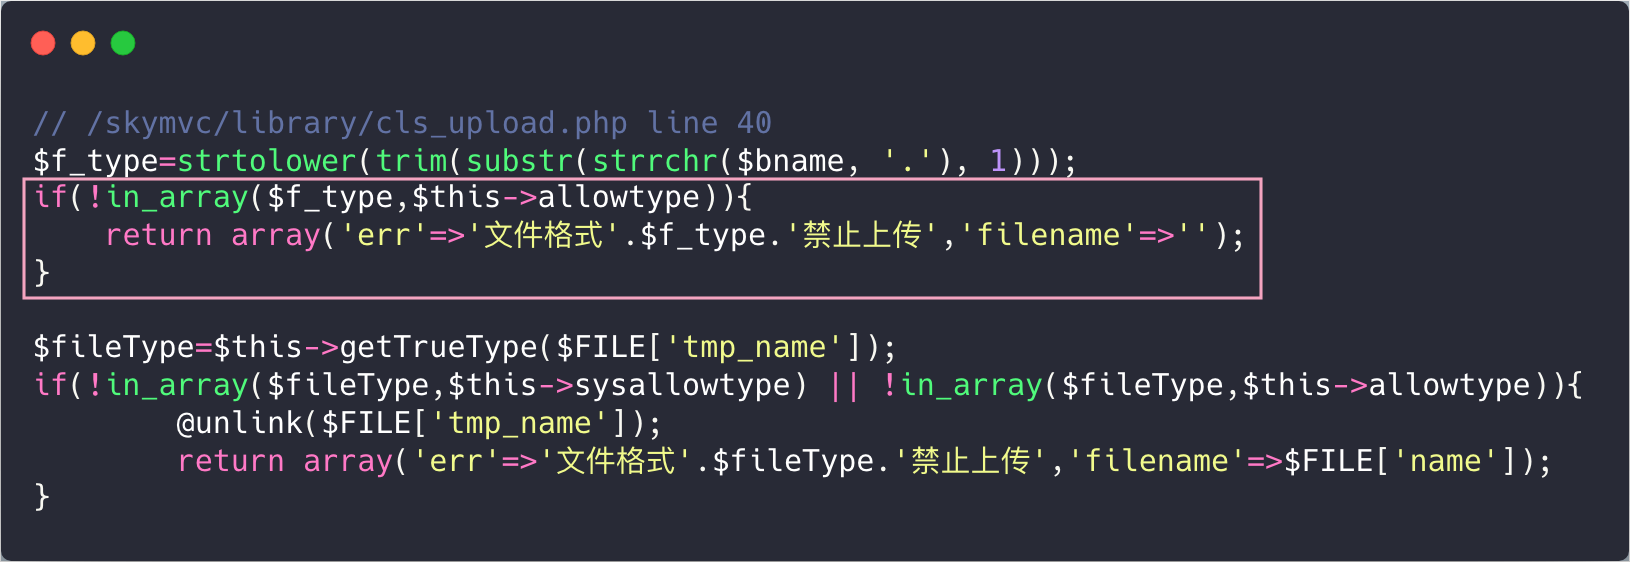 // /skymvc/library/cls_upload.php line 40
$f_type=strtolower(trim(substr(strrchr($bname, '.'), 1)));
if(!in_array($f_type,$this->allowtype)){
    return array('err'=>'文件格式'.$f_type.'禁止上传','filename'=>'');
}
$fileType=$this->getTrueType($FILE['tmp_name']);
if(!in_array($fileType,$this->sysallowtype) || !in_array($fileType,$this->allowtype)){
        @unlink($FILE['tmp_name']);
        return array('err'=>'文件格式'.$fileType.'禁止上传','filename'=>$FILE['name']);
}